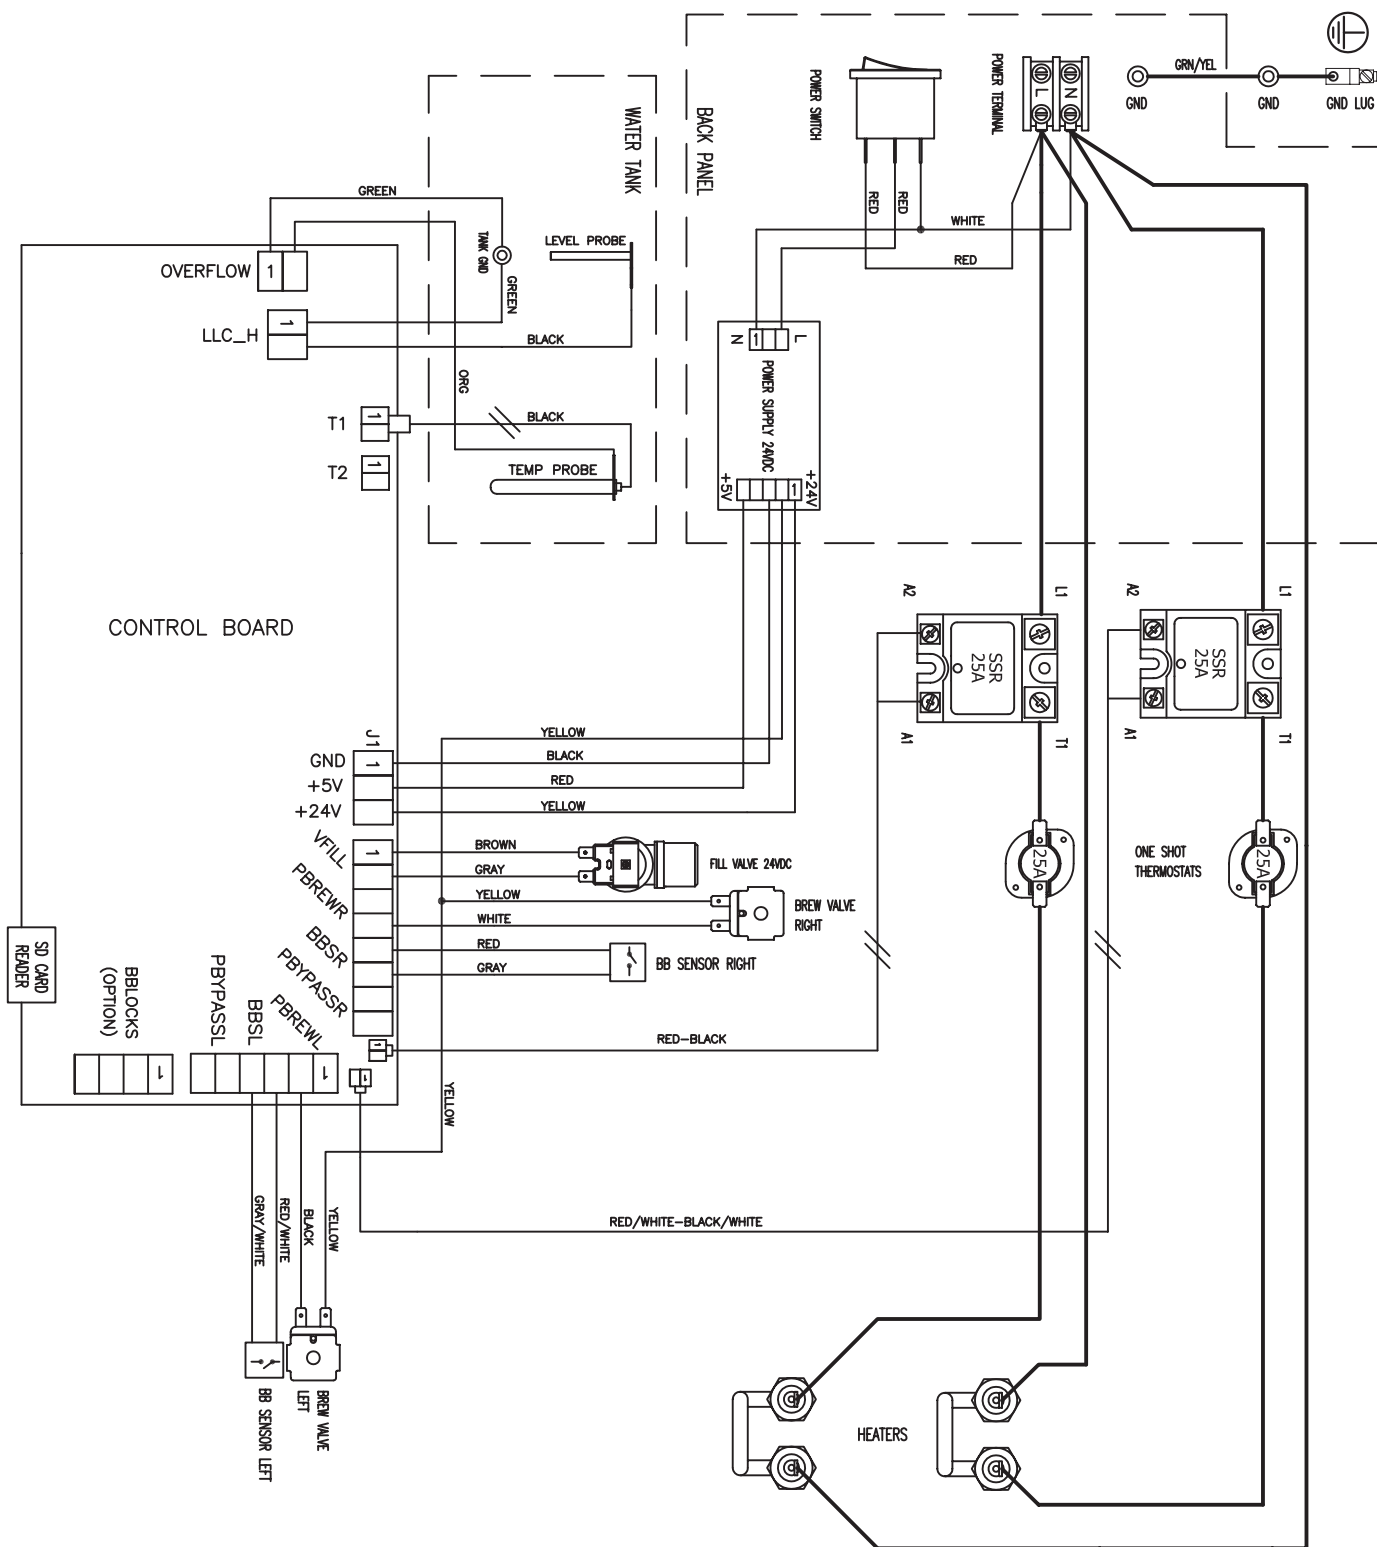 POWER SWITCH
POWER TERMINAL
L
N
GRN/YEL
GND
GND
GND LUG
BACK PANEL
WATER TANK
GREEN
RED
RED
WHITE
RED
TANK GND
LEVEL PROBE
OVERFLOW
1
GREEN
LLC_H
1
BLACK
N
1
L
POWER SUPPLY 24VDC
ORG
T1
1
BLACK
T2
1
TEMP PROBE
+5V
1
+24V
CONTROL BOARD
A2
L1
SSR
25A
A1
T1
A2
L1
SSR
25A
A1
T1
J1
YELLOW
GND
1
BLACK
+5V
RED
+24V
YELLOW
VFILL
1
BROWN
GRAY
FILL VALVE 24VDC
25A
ONE SHOT
THERMOSTATS
25A
PBREWR
YELLOW
WHITE
BREW VALVE
RIGHT
BBSR
RED
GRAY
BB SENSOR RIGHT
PBYPASSR
SD CARD
READER
BBLOCKS
(OPTION)
PBYPASSL
BBSL
PBREWL
1
RED-BLACK
1
1
1
YELLOW
GRAY/WHITE
RED/WHITE
BLACK
YELLOW
RED/WHITE-BLACK/WHITE
BB SENSOR LEFT
BREW VALVE
LEFT
HEATERS